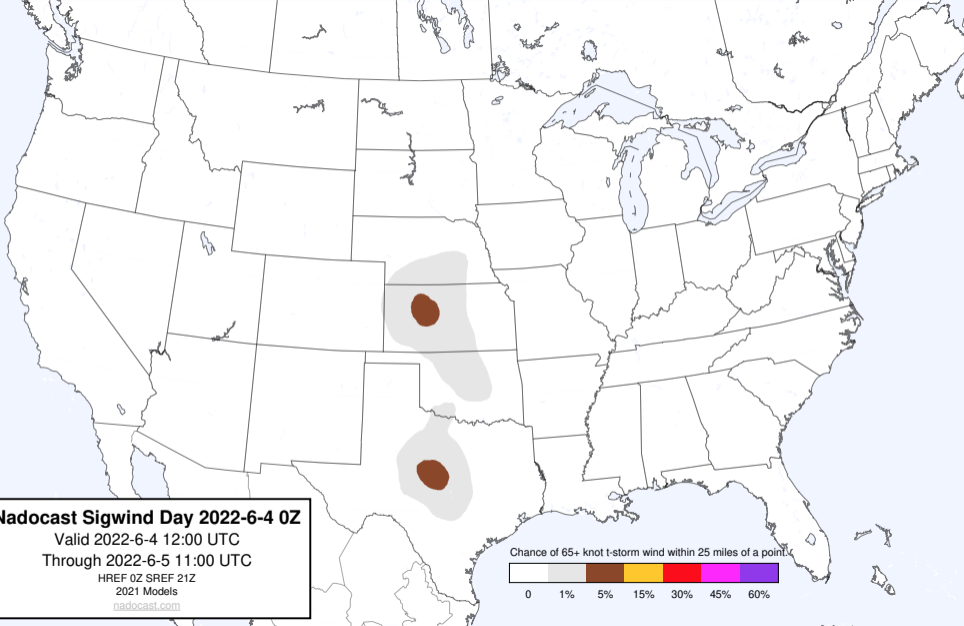 Nadocast Sigwind Day 2022-6-4 0Z
Valid 2022-6-4 12:00 UTC
Through 2022-6-5 11:00 UTC
HREF 0Z SREF 21Z
2021 Models
nadocast.com
Chance of 65+ knot t-storm wind within 25 miles of a point.
0 1% 5% 15% 30% 45% 60%